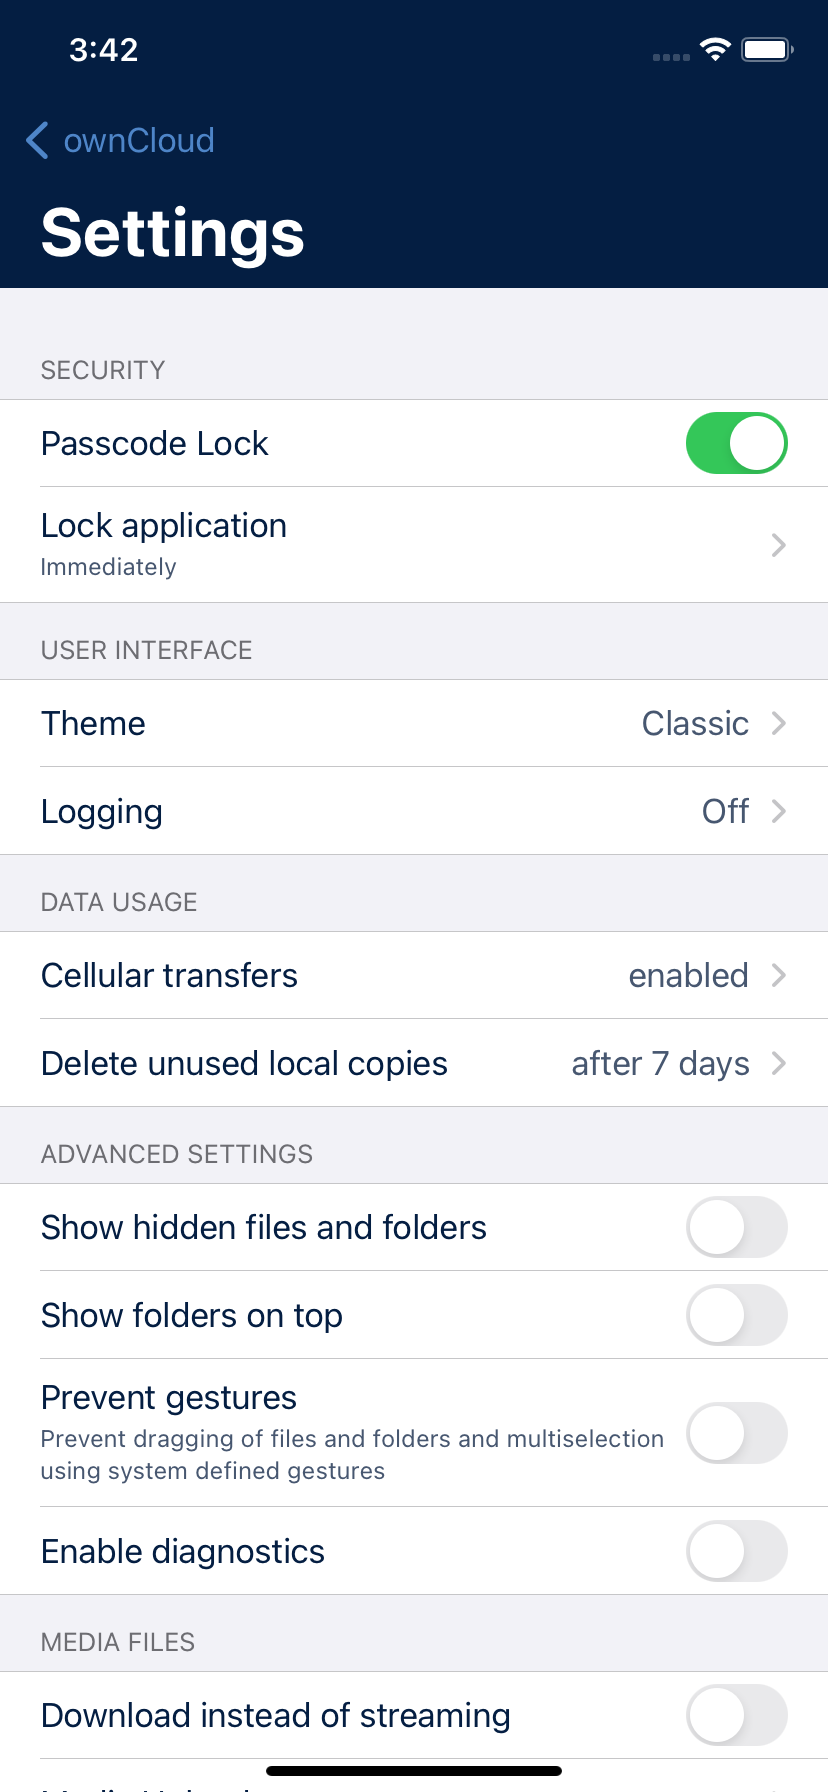 3:42
ownCloud
Settings
SECURITY
Passcode Lock
Lock application
Immediately
USER INTERFACE
Theme Classic
Logging Off
DATA USAGE
Cellular transfers enabled
Delete unused local copies after 7 days
ADVANCED SETTINGS
Show hidden files and folders
Show folders on top
Prevent gestures
Prevent dragging of files and folders and multiselection
using system defined gestures
Enable diagnostics
MEDIA FILES
Download instead of streaming